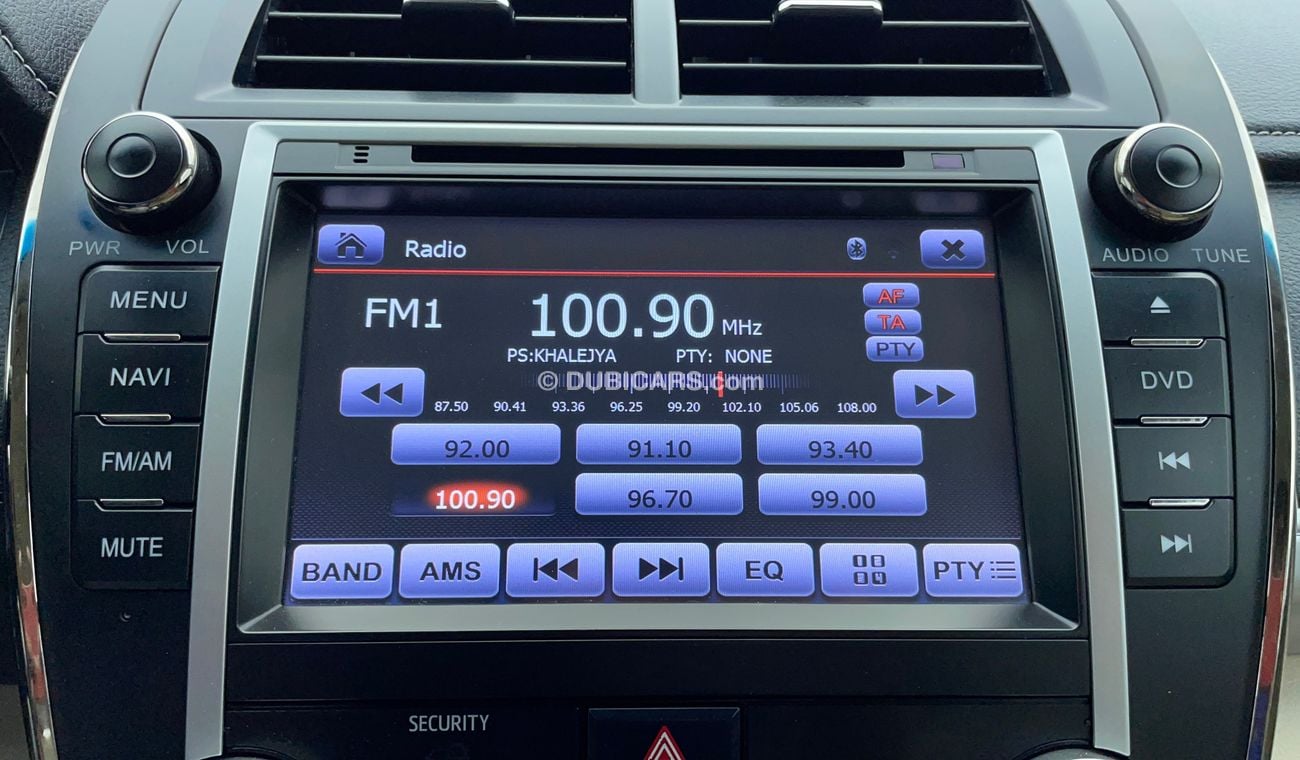 PWR VOL
MENU
NAVI
FM/AM
MUTE
Radio
FM1
100.90 MHz
AF
TA
PTY
PS:KHALEJYA PTY: NONE
© DUBICARS.com
87.50 90.41 93.36 96.25 99.20 102.10 105.06 108.00
92.00 91.10 93.40
100.90 96.70 99.00
BAND AMS EQ PTY
AUDIO TUNE
DVD
SECURITY